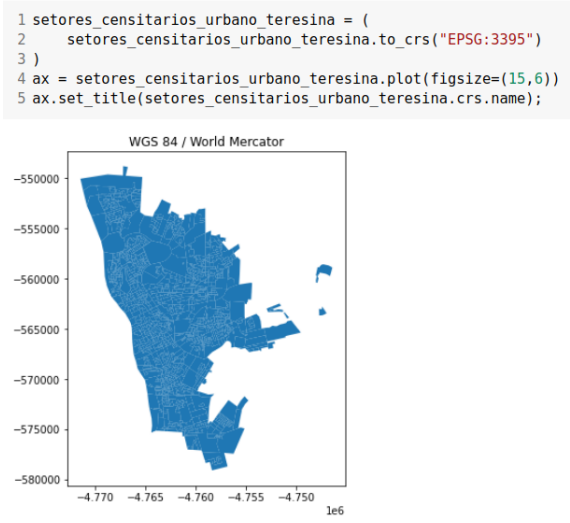 1 setores_censitarios_urbano_teresina = (
2     setores_censitarios_urbano_teresina.to_crs("EPSG:3395")
3 )
4 ax = setores_censitarios_urbano_teresina.plot(figsize=(15,6))
5 ax.set_title(setores_censitarios_urbano_teresina.crs.name);
WGS 84 / World Mercator
−550000
−555000
−560000
−565000
−570000
−575000
−580000
−4.770 −4.765 −4.760 −4.755 −4.750
1e6